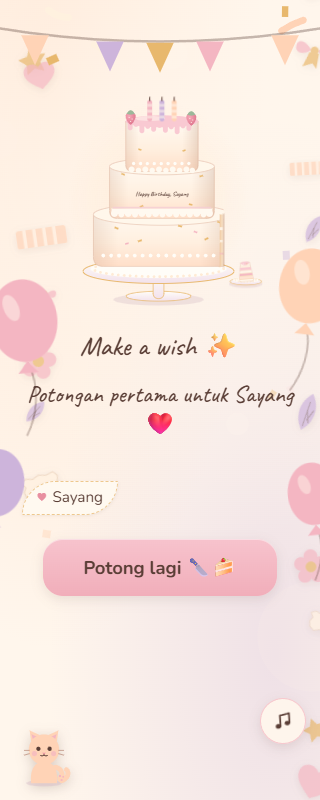 Happy Birthday, Sayang
Make a wish ✨
Potongan pertama untuk Sayang
❤️
Sayang
Potong lagi 🔪 🍰